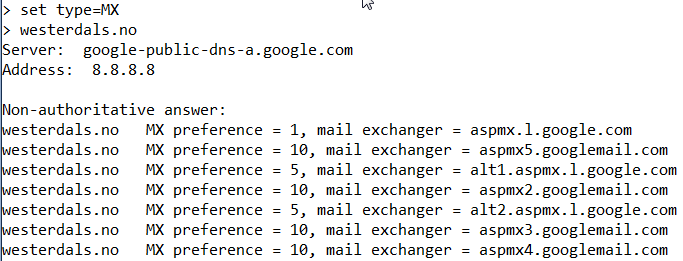 > set type=MX
> westerdals.no
Server:  google-public-dns-a.google.com
Address:  8.8.8.8

Non-authoritative answer:
westerdals.no   MX preference = 1, mail exchanger = aspmx.l.google.com
westerdals.no   MX preference = 10, mail exchanger = aspmx5.googlemail.com
westerdals.no   MX preference = 5, mail exchanger = alt1.aspmx.l.google.com
westerdals.no   MX preference = 10, mail exchanger = aspmx2.googlemail.com
westerdals.no   MX preference = 5, mail exchanger = alt2.aspmx.l.google.com
westerdals.no   MX preference = 10, mail exchanger = aspmx3.googlemail.com
westerdals.no   MX preference = 10, mail exchanger = aspmx4.googlemail.com